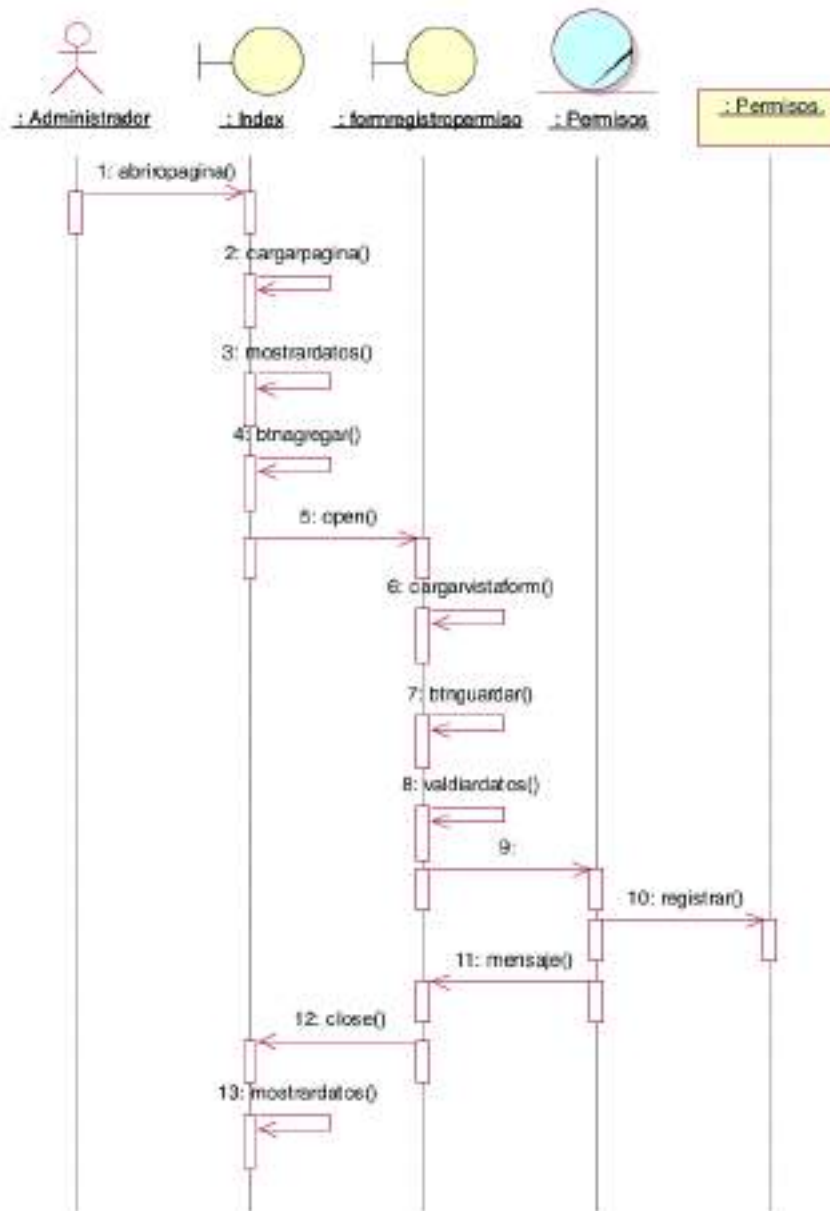 : Administrador
: Index
: formregistropermiso
: Permisos
: Permisos.
1: abriropagina()
2: cargarpagina()
3: mostrardatos()
4: btnagregar()
5: open()
6: cargarvistaform()
7: btnguardar()
8: valdiardatos()
9:
10: registrar()
11: mensaje()
12: close()
13: mostrardatos()